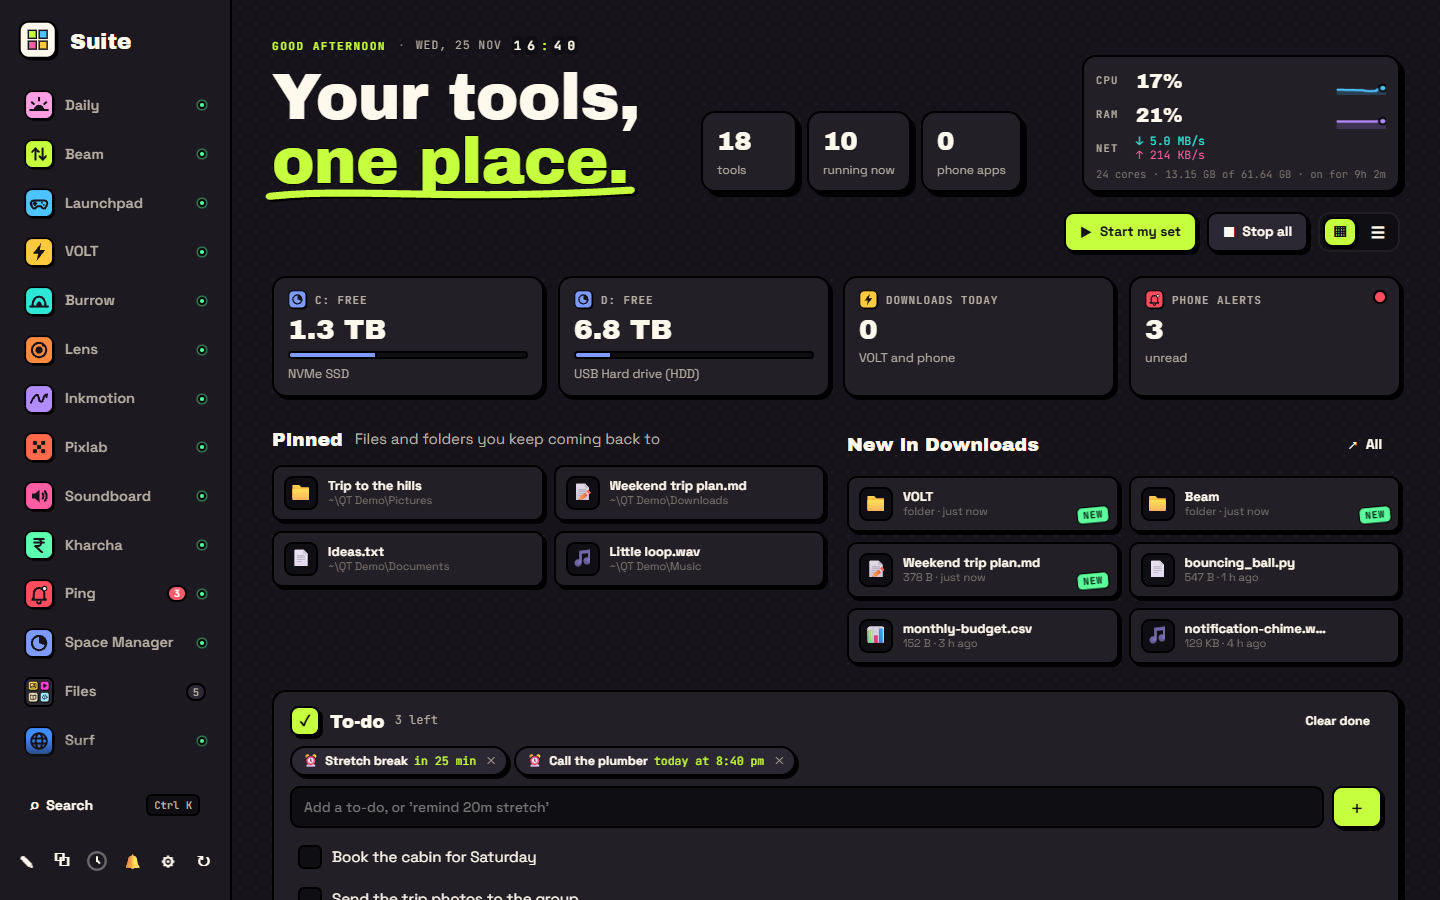 Suite
Daily
Beam
Launchpad
VOLT
Burrow
Lens
Inkmotion
Pixlab
Soundboard
Kharcha
Ping 3
Space Manager
Files 5
Surf
Search Ctrl K
GOOD AFTERNOON · WED, 25 NOV 16:40
Your tools,
one place.
18
tools
10
running now
0
phone apps
CPU 17%
RAM 21%
NET ↓ 5.0 MB/s
↑ 214 KB/s
24 cores · 13.15 GB of 61.64 GB · on for 9h 2m
▶ Start my set
Stop all
C: FREE
1.3 TB
NVMe SSD
D: FREE
6.8 TB
USB Hard drive (HDD)
DOWNLOADS TODAY
0
VOLT and phone
PHONE ALERTS
3
unread
Pinned Files and folders you keep coming back to
Trip to the hills
~\QT Demo\Pictures
Weekend trip plan.md
~\QT Demo\Downloads
Ideas.txt
~\QT Demo\Documents
Little loop.wav
~\QT Demo\Music
New in Downloads
↗ All
VOLT
folder · just now
NEW
Beam
folder · just now
NEW
Weekend trip plan.md
378 B · just now
NEW
bouncing_ball.py
547 B · 1 h ago
monthly-budget.csv
152 B · 3 h ago
notification-chime.w...
129 KB · 4 h ago
To-do 3 left
Clear done
Stretch break in 25 min ×
Call the plumber today at 8:40 pm ×
Add a to-do, or 'remind 20m stretch'
+
Book the cabin for Saturday
Send the trip photos to the group